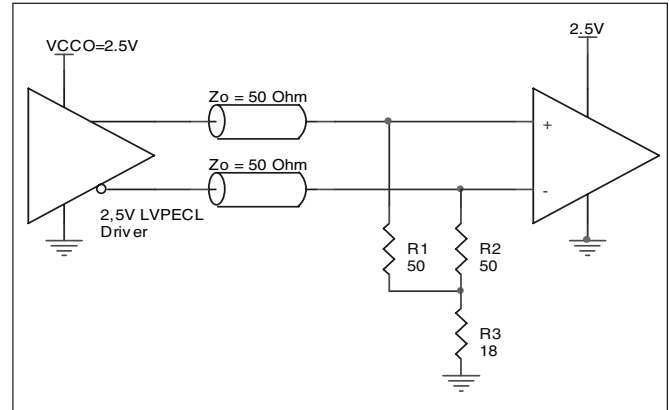 VCCO=2.5V
2.5V
Zo = 50 Ohm
+
Zo = 50 Ohm
-
2,5V LVPECL
Driver
R1
50
R2
50
R3
18